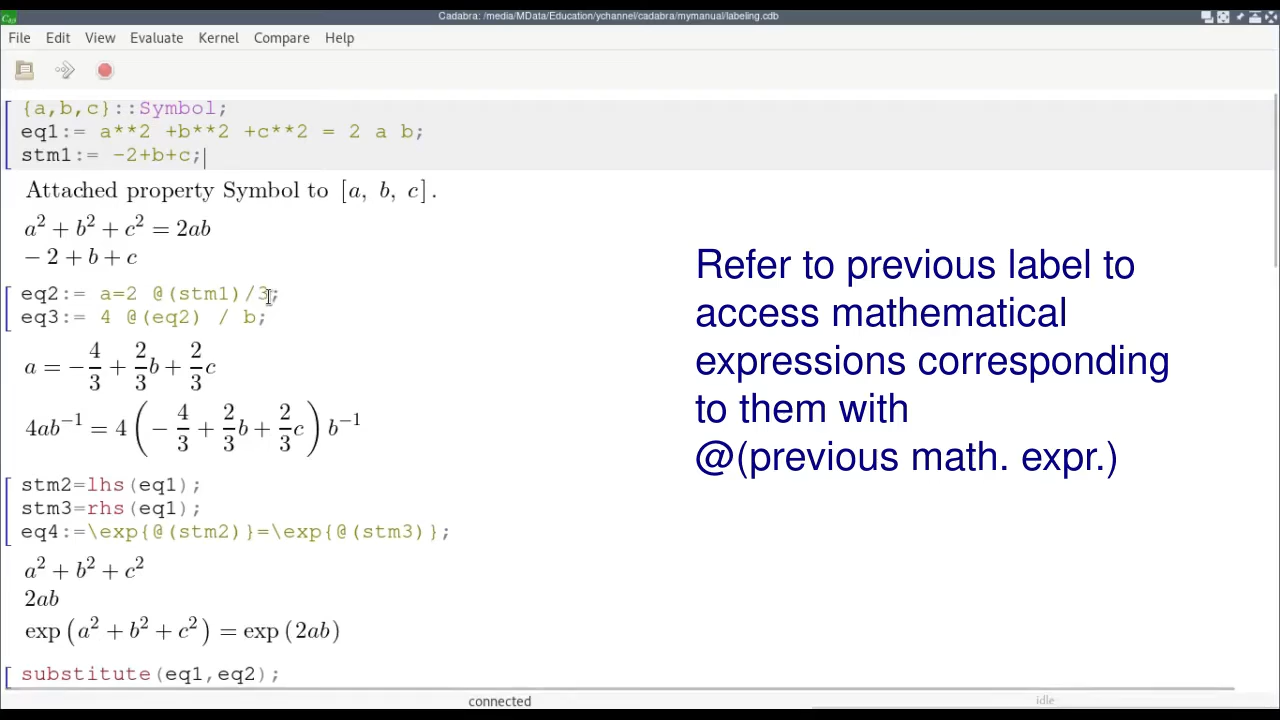 Cadabra: /media/MData/Education/ychannel/cadabra/mymanual/labeling.cdb
File Edit View Evaluate Kernel Compare Help
{a,b,c}::Symbol;
eq1:= a**2 +b**2 +c**2 = 2 a b;
stm1:= -2+b+c;
Attached property Symbol to [a, b, c].
a² + b² + c² = 2ab
− 2 + b + c
eq2:= a=2 @(stm1)/3;
eq3:= 4 @(eq2) / b;
a = − 4/3 + 2/3 b + 2/3 c
4ab⁻¹ = 4 ( − 4/3 + 2/3 b + 2/3 c ) b⁻¹
stm2=lhs(eq1);
stm3=rhs(eq1);
eq4:=\exp{@(stm2)}=\exp{@(stm3)};
a² + b² + c²
2ab
exp (a² + b² + c²) = exp (2ab)
substitute(eq1,eq2);
Refer to previous label to
access mathematical
expressions corresponding
to them with
@(previous math. expr.)
connected
idle